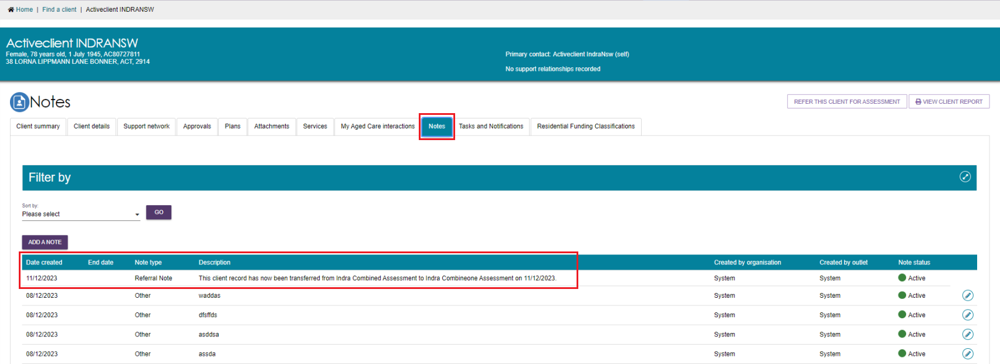 Home | Find a client | Activeclient INDRANSW
Activeclient INDRANSW
Female, 78 years old, 1 July 1945, AC80727811
38 LORNA LIPPMANN LANE BONNER, ACT, 2914
Primary contact: Activeclient IndraNsw (self)
No support relationships recorded
Notes
REFER THIS CLIENT FOR ASSESSMENT VIEW CLIENT REPORT
Client summary Client details Support network Approvals Plans Attachments Services My Aged Care interactions Notes Tasks and Notifications Residential Funding Classifications
Filter by
Sort by:
Please select GO
ADD A NOTE
Date created End date Note type Description Created by organisation Created by outlet Note status
11/12/2023 Referral Note This client record has now been transferred from Indra Combined Assessment to Indra Combineone Assessment on 11/12/2023. System System Active
08/12/2023 Other waddas System System Active
08/12/2023 Other dfsffds System System Active
08/12/2023 Other asddsa System System Active
08/12/2023 Other assda System System Active